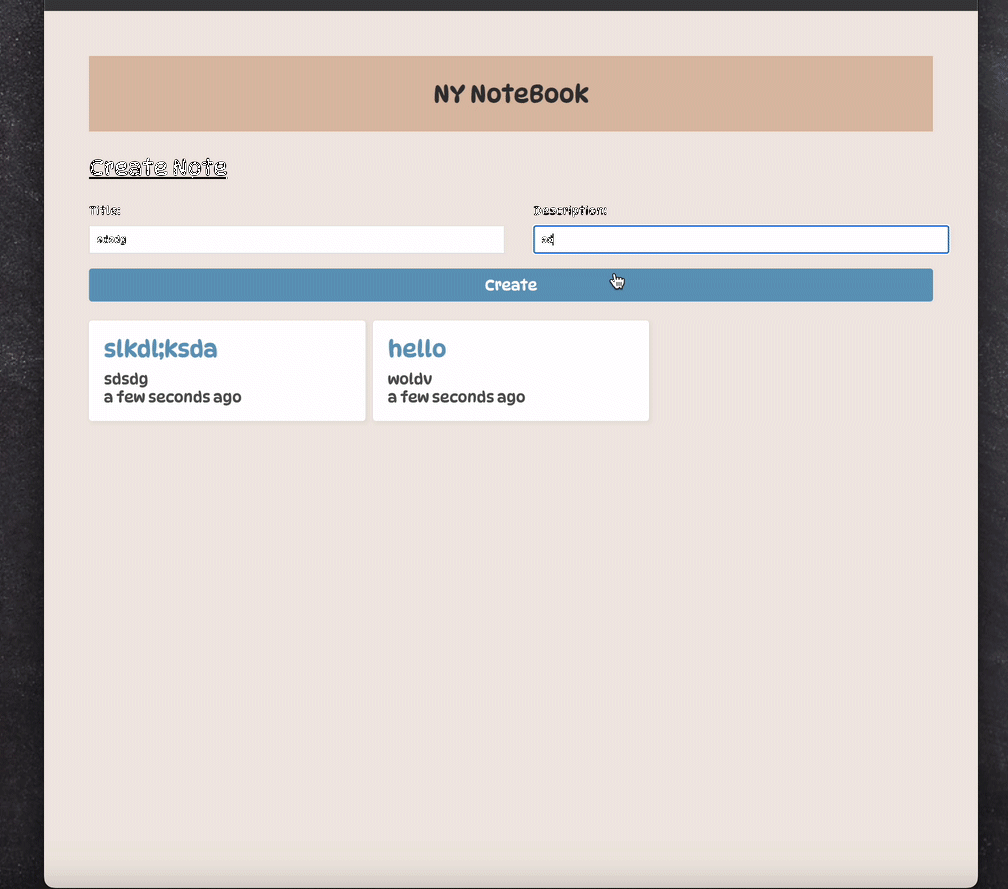 NY NoteBook
Create Note
Title:
Description:
sdsdg
sd
Create
slkdl;ksda
hello
sdsdg
woldv
a few seconds ago
a few seconds ago